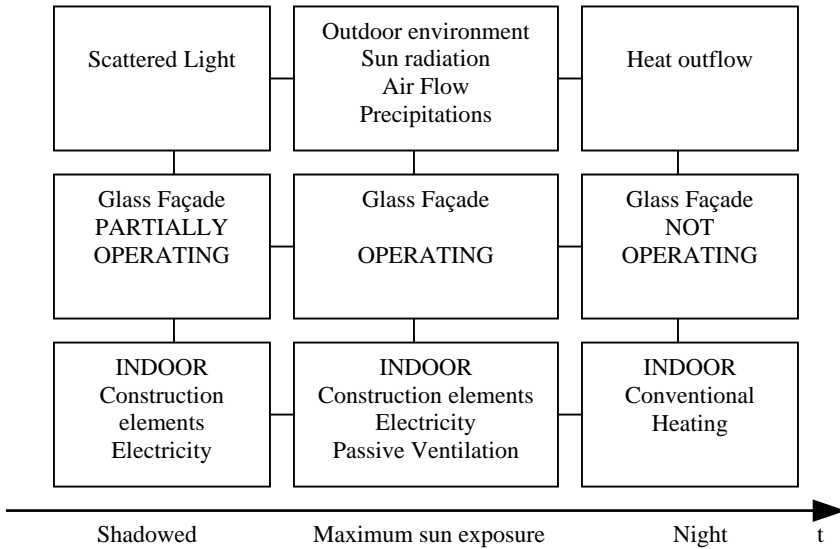 Scattered Light
Outdoor environment
Sun radiation
Air Flow
Precipitations
Heat outflow
Glass Façade
PARTIALLY
OPERATING
Glass Façade
OPERATING
Glass Façade
NOT
OPERATING
INDOOR
Construction
elements
Electricity
INDOOR
Construction elements
Electricity
Passive Ventilation
INDOOR
Conventional
Heating
Shadowed
Maximum sun exposure
Night
t